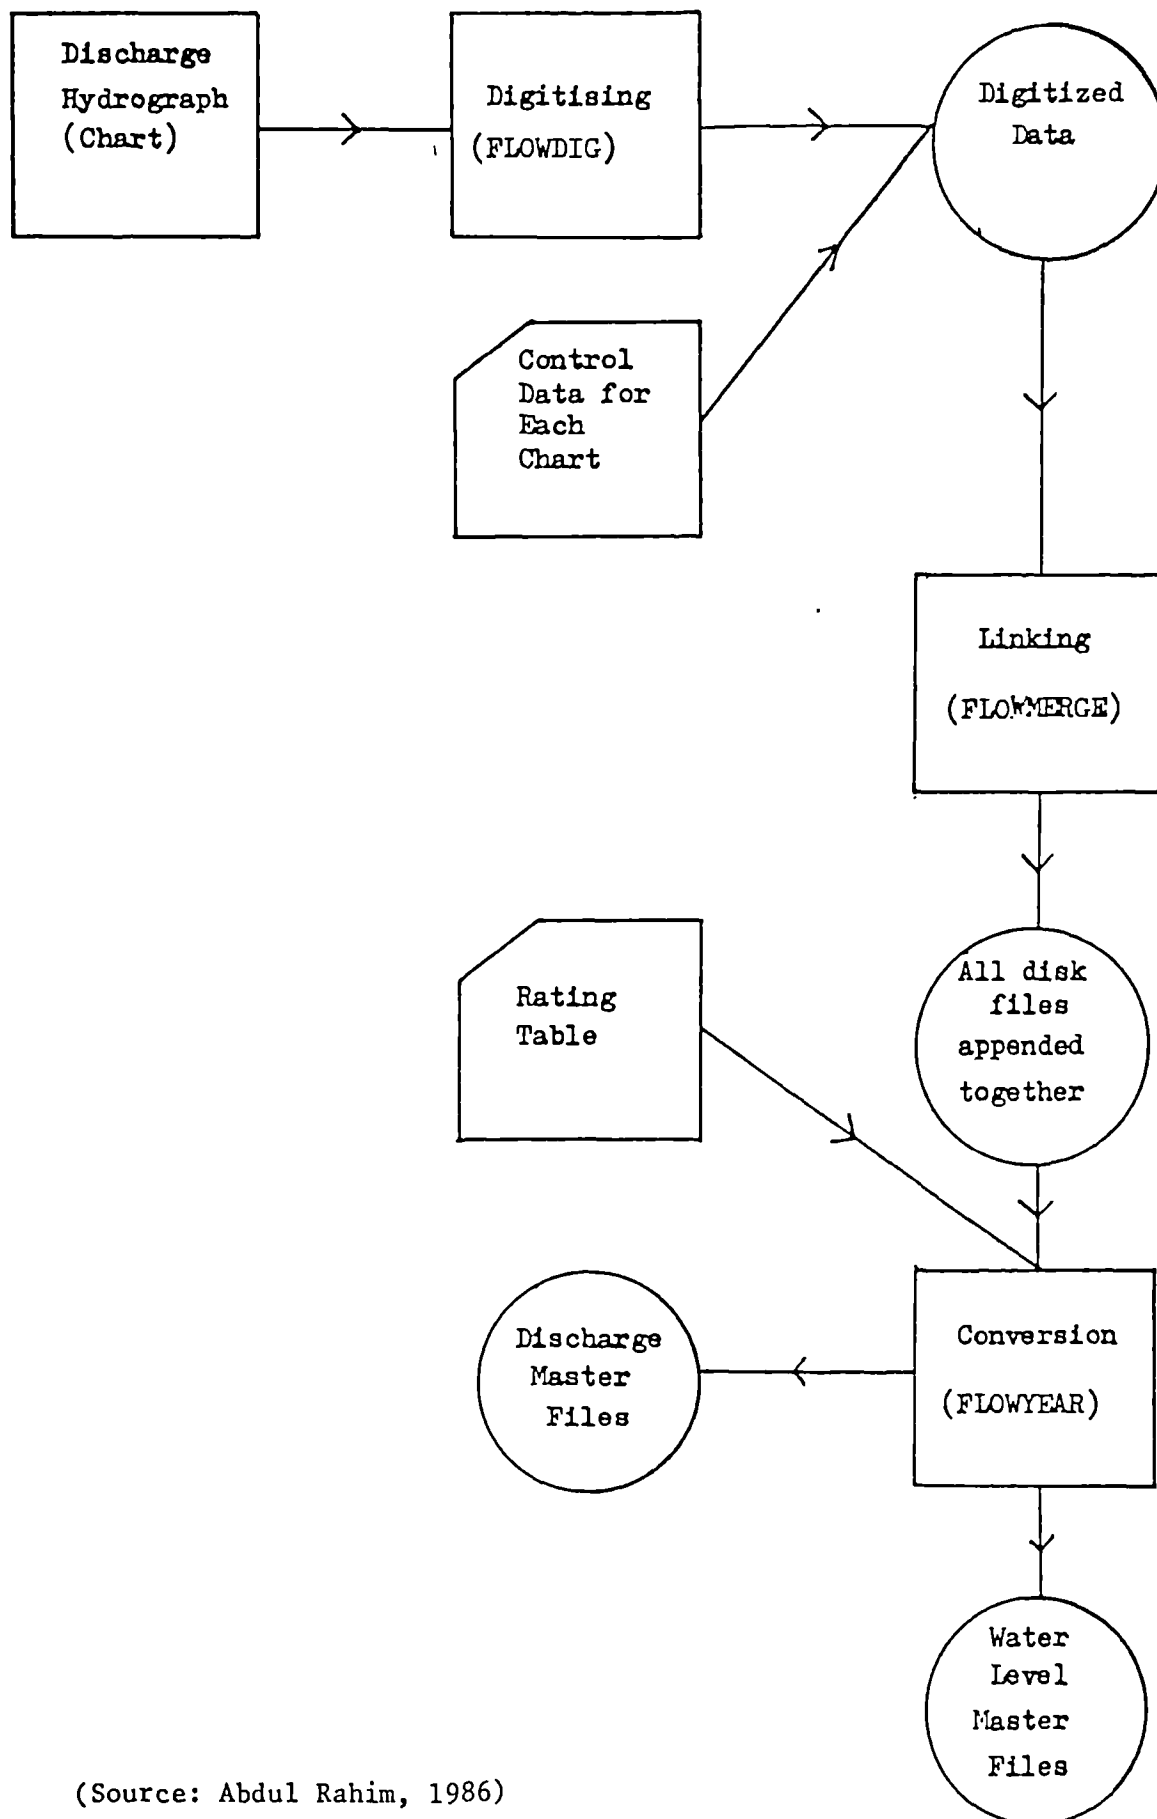 Discharge
Hydrograph
(Chart)
Digitising
(FLOWDIG)
Digitized
Data
Control
Data for
Each
Chart
Linking
(FLOWMERGE)
All disk
files
appended
together
Rating
Table
Conversion
(FLOWYEAR)
Discharge
Master
Files
Water
Level
Master
Files
(Source: Abdul Rahim, 1986)